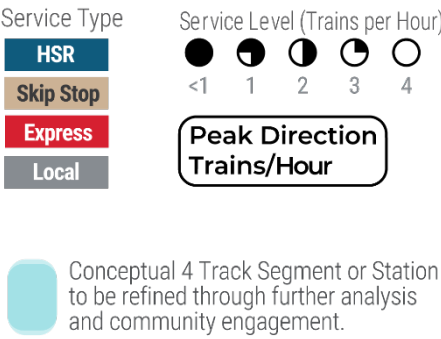 Service Type
HSR
Skip Stop
Express
Local
Service Level (Trains per Hour)
<1 1 2 3 4
Peak Direction
Trains/Hour
Conceptual 4 Track Segment or Station
to be refined through further analysis
and community engagement.